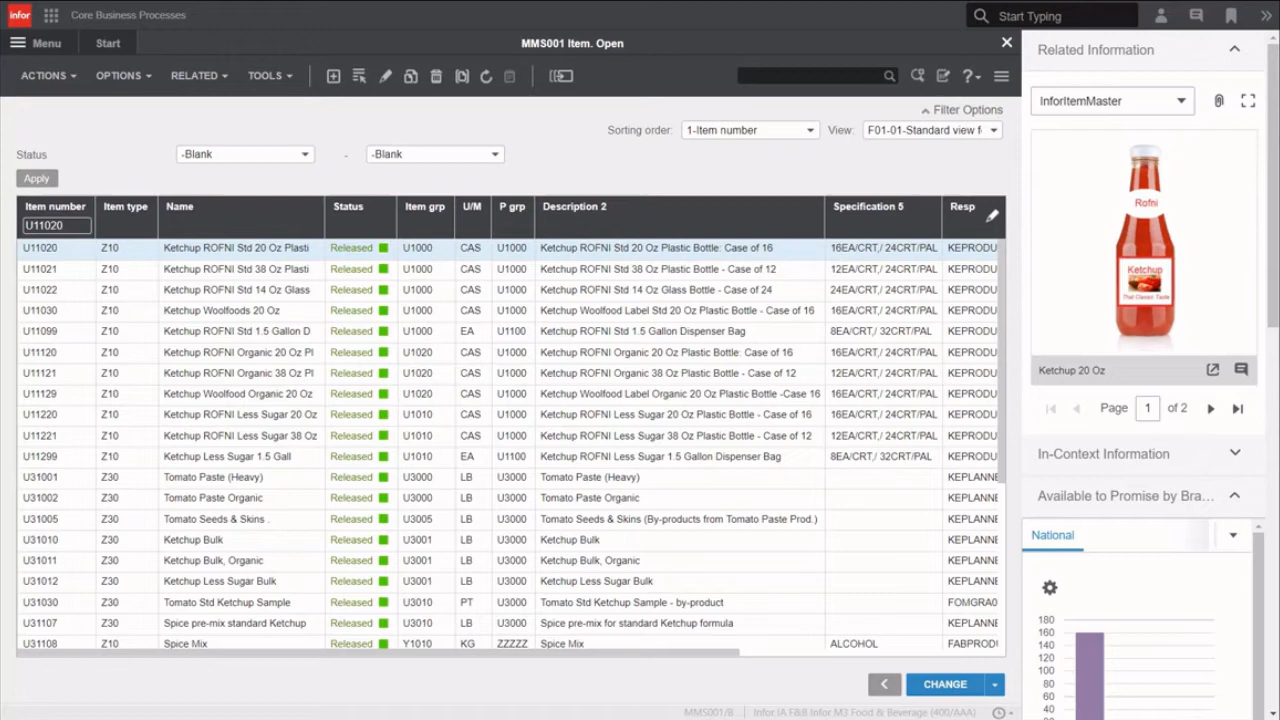 infor Core Business Processes Start Typing
Menu Start MMS001 Item. Open
ACTIONS OPTIONS RELATED TOOLS
Filter Options
Sorting order: 1-Item number View: F01-01-Standard view f
Status -Blank - -Blank
Apply
Item number Item type Name Status Item grp U/M P grp Description 2 Specification 5 Resp
U11020
U11020 Z10 Ketchup ROFNI Std 20 Oz Plasti Released U1000 CAS U1000 Ketchup ROFNI Std 20 Oz Plastic Bottle: Case of 16 16EA/CRT,/ 24CRT/PAL KEPRODU
U11021 Z10 Ketchup ROFNI Std 38 Oz Plasti Released U1000 CAS U1000 Ketchup ROFNI Std 38 Oz Plastic Bottle - Case of 12 12EA/CRT,/ 24CRT/PAL KEPRODU
U11022 Z10 Ketchup ROFNI Std 14 Oz Glass Released U1000 CAS U1000 Ketchup ROFNI Std 14 Oz Glass Bottle - Case of 24 24EA/CRT,/ 24CRT/PAL KEPRODU
U11030 Z10 Ketchup Woolfoods 20 Oz Released U1000 CAS U1000 Ketchup Woolfood Label Std 20 Oz Plastic Bottle - Case of 16 16EA/CRT,/ 24CRT/PAL KEPRODU
U11099 Z10 Ketchup ROFNI Std 1.5 Gallon D Released U1000 EA U1100 Ketchup ROFNI Std 1.5 Gallon Dispenser Bag 8EA/CRT/ 32CRT/PAL KEPRODU
U11120 Z10 Ketchup ROFNI Organic 20 Oz Pl Released U1020 CAS U1000 Ketchup ROFNI Organic 20 Oz Plastic Bottle: Case of 16 16EA/CRT,/ 24CRT/PAL KEPRODU
U11121 Z10 Ketchup ROFNI Organic 38 Oz Pl Released U1020 CAS U1000 Ketchup ROFNI Organic 38 Oz Plastic Bottle - Case of 12 12EA/CRT,/ 24CRT/PAL KEPRODU
U11129 Z10 Ketchup Woolfood Organic 20 Oz Released U1020 CAS U1000 Ketchup Woolfood Label Organic 20 Oz Plastic Bottle -Case 16 16EA/CRT,/ 24CRT/PAL KEPRODU
U11220 Z10 Ketchup ROFNI Less Sugar 20 Oz Released U1010 CAS U1000 Ketchup ROFNI Less Sugar 20 Oz Plastic Bottle - Case of 16 16EA/CRT,/ 24CRT/PAL KEPRODU
U11221 Z10 Ketchup ROFNI Less Sugar 38 Oz Released U1010 CAS U1000 Ketchup ROFNI Less Sugar 38 Oz Plastic Bottle - Case of 12 12EA/CRT,/ 24CRT/PAL KEPRODU
U11299 Z10 Ketchup Less Sugar 1.5 Gall Released U1010 EA U1100 Ketchup ROFNI Less Sugar 1.5 Gallon Dispenser Bag 8EA/CRT/ 32CRT/PAL KEPRODU
U31001 Z30 Tomato Paste (Heavy) Released U3000 LB U3000 Tomato Paste (Heavy) KEPLANNE
U31002 Z30 Tomato Paste Organic Released U3000 LB U3000 Tomato Paste Organic KEPLANNE
U31005 Z30 Tomato Seeds & Skins . Released U3005 LB U3000 Tomato Seeds & Skins (By-products from Tomato Paste Prod.) KEPLANNE
U31010 Z30 Ketchup Bulk Released U3001 LB U3000 Ketchup Bulk KEPLANNE
U31011 Z30 Ketchup Bulk, Organic Released U3001 LB U3000 Ketchup Bulk, Organic KEPLANNE
U31012 Z30 Ketchup Less Sugar Bulk Released U3001 LB U3000 Ketchup Less Sugar Bulk KEPLANNE
U31030 Z30 Tomato Std Ketchup Sample Released U3010 PT U3000 Tomato Std Ketchup Sample - by-product FOMGRA0
U31107 Z30 Spice pre-mix standard Ketchup Released U3010 LB U3000 Spice pre-mix for standard Ketchup formula KEPLANNE
U31108 Z10 Spice Mix Released Y1010 KG ZZZZZ Spice Mix ALCOHOL FABPROD
CHANGE
MMS001/B Infor IA F&B Infor M3 Food & Beverage (400/AAA)
Related Information
InforItemMaster
Rofni
Ketchup
That Classic Taste
Ketchup 20 Oz
Page 1 of 2
In-Context Information
Available to Promise by Bra...
National
180
160
140
120
100
80
60
40